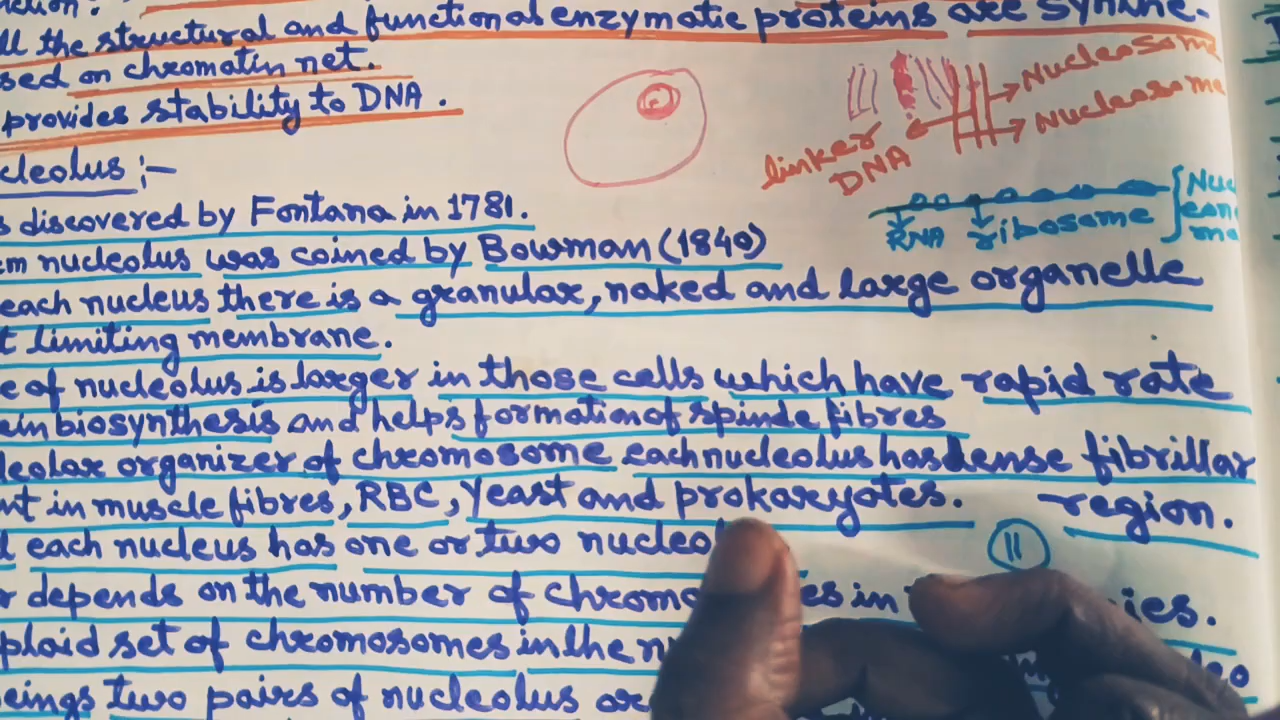 ll the structural and functional enzymatic proteins are synthe-
sed on chromatin net.
provides stability to DNA.
Nucleosome
Nucleosome
linker DNA
RNA ribosome
cleolus :-
s discovered by Fontana in 1781.
em nucleolus was coined by Bowman (1840)
each nucleus there is a granular, naked and large organelle
t limiting membrane.
e of nucleolus is larger in those cells which have rapid rate
ein biosynthesis and helps formation of spinde fibres
leolar organizer of chromosome each nucleolus has dense fibrillar
region.
nt in muscle fibres, RBC, yeast and prokaryotes.
11
each nucleus has one or two nucleol
r depends on the number of chromo es in ies.
ploid set of chromosomes in the n
eings two pairs of nucleolus